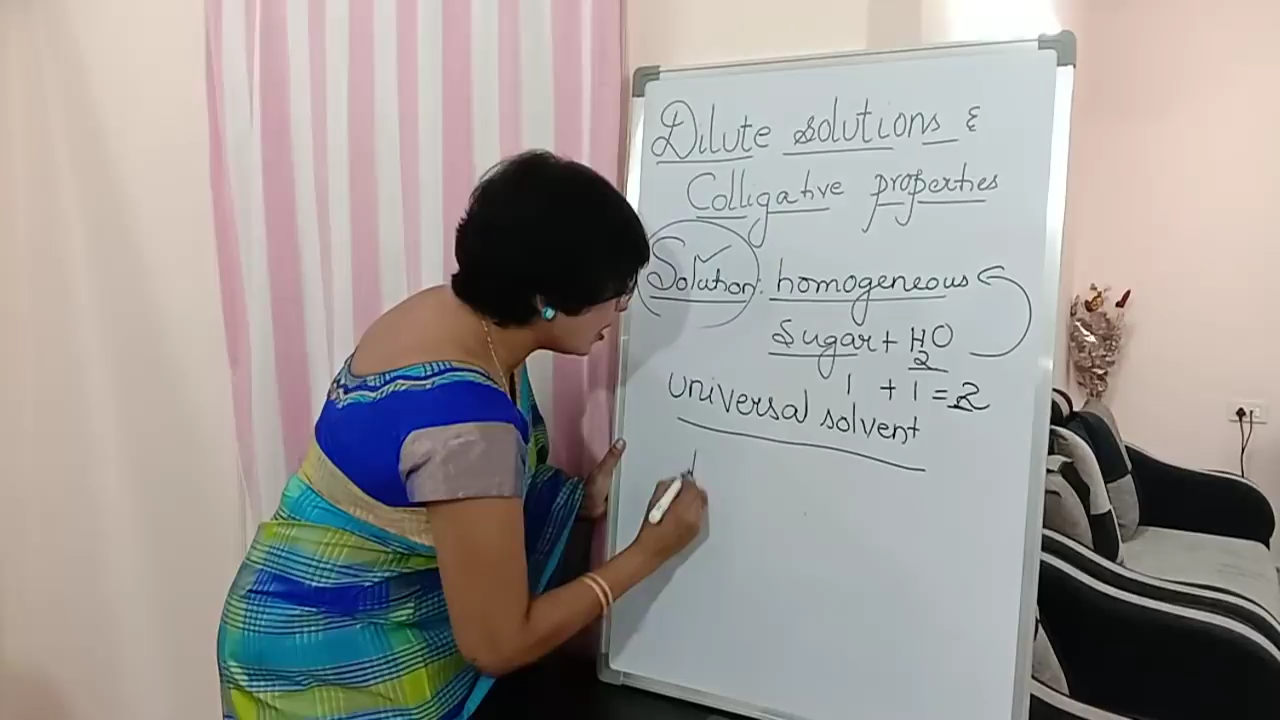 Dilute solutions &
Colligative properties
Solution: homogeneous
Sugar + H2O
1 + 1 = 2
universal solvent